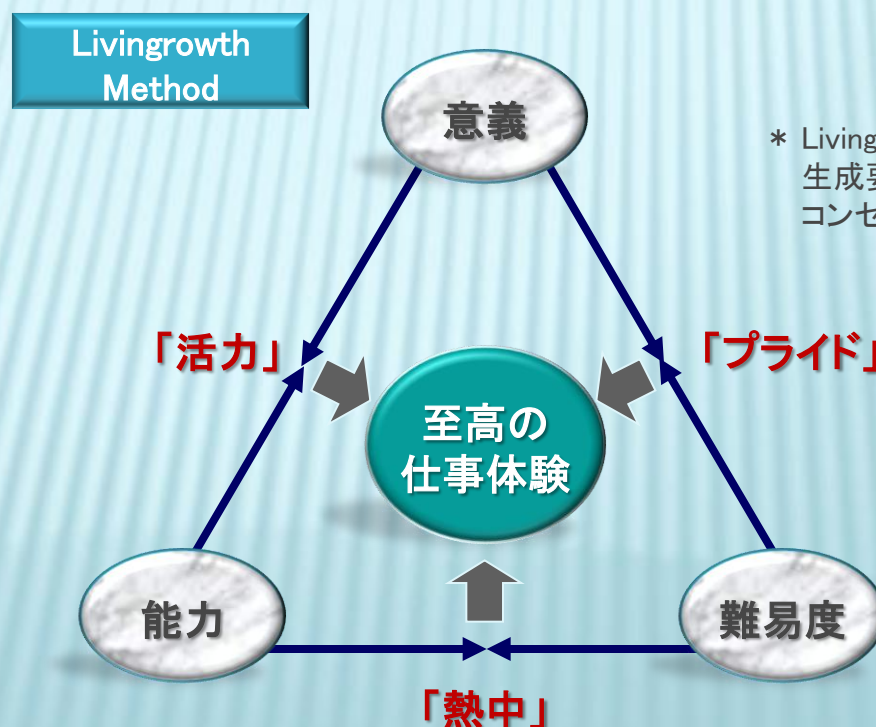 Livingrowth
Method
意義
* Living
生成要
コンセ
「活力」
「プライド」
至高の
仕事体験
能力
難易度
「熱中」